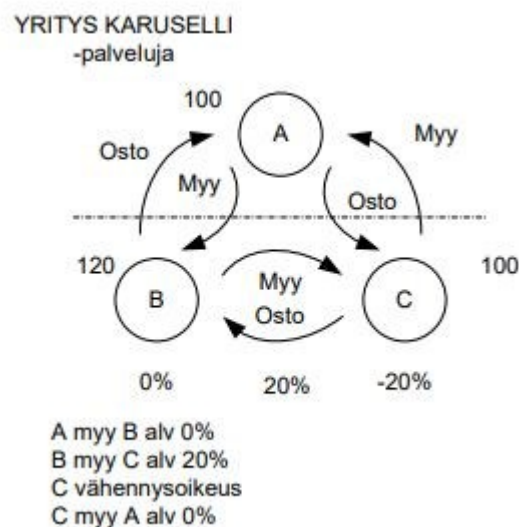 YRITYS KARUSELLI
-palveluja
100
A
Osto
Myy
Myy
Osto
120
B
Myy
Osto
C
100
0%
20%
-20%
A myy B alv 0%
B myy C alv 20%
C vähennysoikeus
C myy A alv 0%